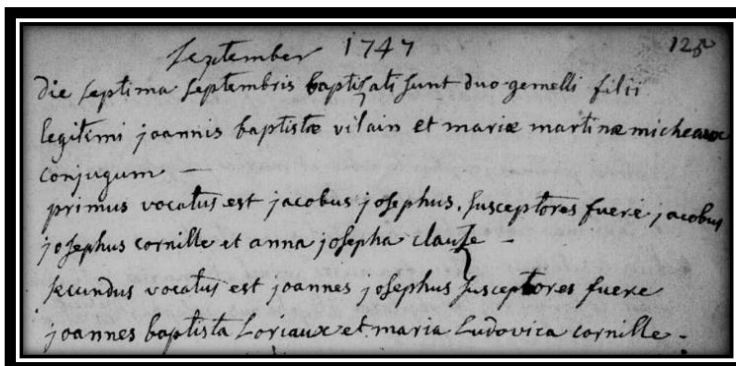 September 1747 125
die septima septembris baptizati sunt duo gemelli filii
legitimi joannis baptistæ vilain et mariæ martinæ micheaux
conjugum —
primus vocatus est jacobus josephus. susceptores fuere jacobus
josephus cornille et anna josepha clauze -
secundus vocatus est joannes josephus susceptores fuere
joannes baptista Loriaux et maria Ludovica cornille -